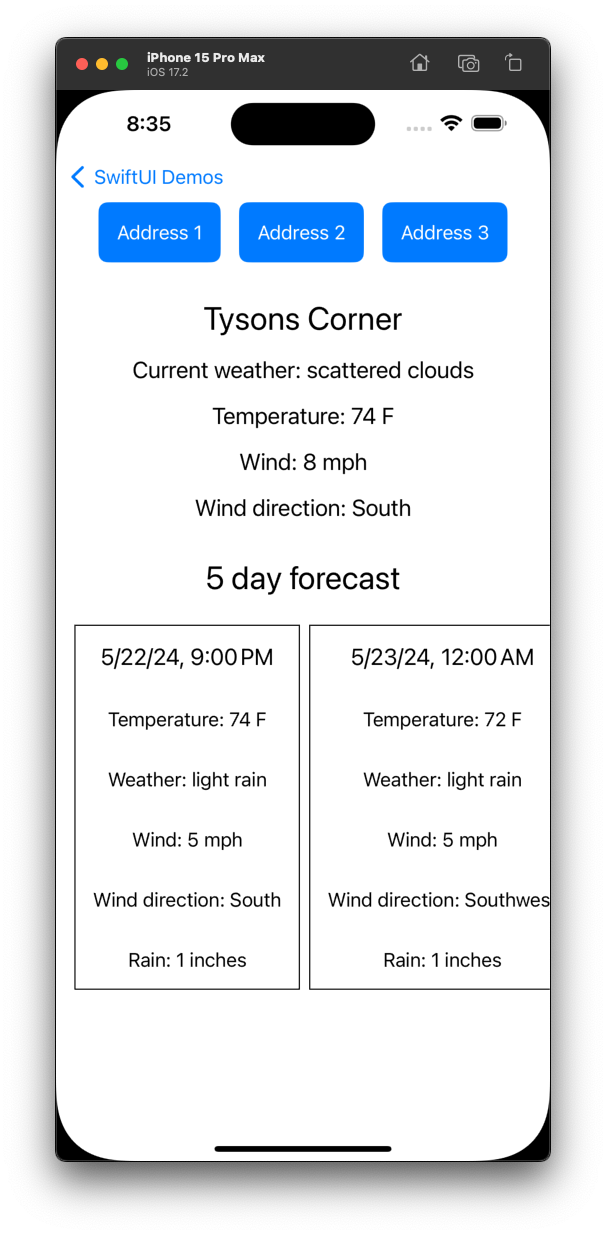 iPhone 15 Pro Max
iOS 17.2
8:35
SwiftUI Demos
Address 1 Address 2 Address 3
Tysons Corner
Current weather: scattered clouds
Temperature: 74 F
Wind: 8 mph
Wind direction: South
5 day forecast
5/22/24, 9:00 PM
Temperature: 74 F
Weather: light rain
Wind: 5 mph
Wind direction: South
Rain: 1 inches
5/23/24, 12:00 AM
Temperature: 72 F
Weather: light rain
Wind: 5 mph
Wind direction: Southwes
Rain: 1 inches